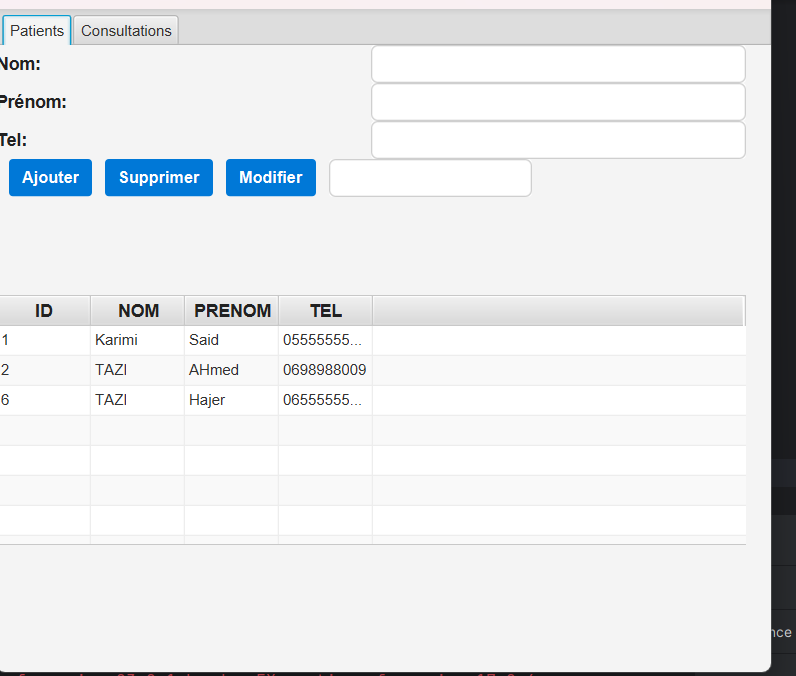 Patients Consultations
Nom:
Prénom:
Tel:
Ajouter Supprimer Modifier
ID NOM PRENOM TEL
1 Karimi Said 05555555...
2 TAZI AHmed 0698988009
6 TAZI Hajer 06555555...